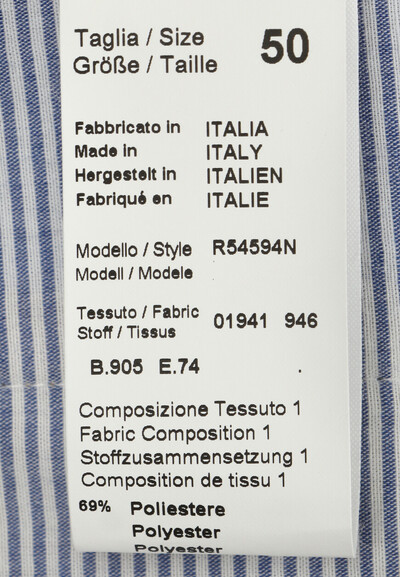 Taglia / Size 50
Größe / Taille
Fabbricato in ITALIA
Made in ITALY
Hergestelt in ITALIEN
Fabriqué en ITALIE
Modello / Style R54594N
Modell / Modele
Tessuto / Fabric 01941 946
Stoff / Tissus
B.905 E.74 .
Composizione Tessuto 1
Fabric Composition 1
Stoffzusammensetzung 1
Composition de tissu 1
69% Poliestere
Polyester
Polyester